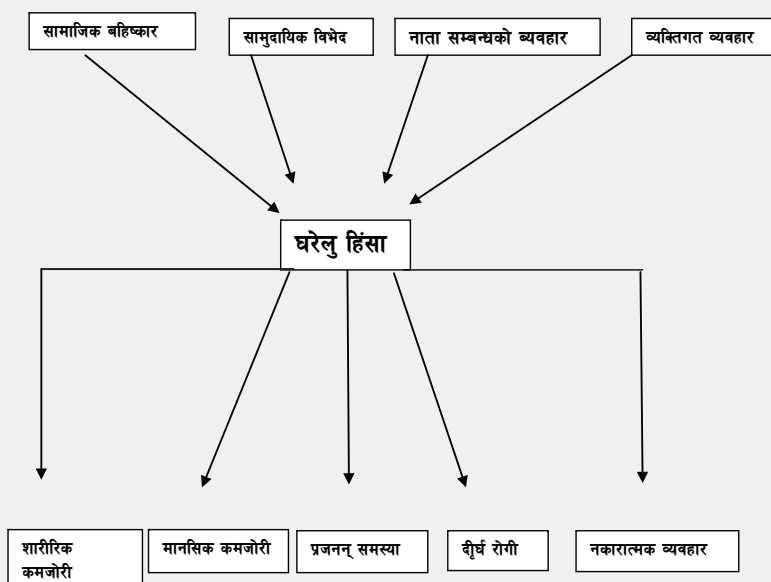 सामाजिक बहिष्कार
सामुदायिक विभेद
नाता सम्बन्धको ब्यवहार
व्यक्तिगत व्यवहार
घरेलु हिंसा
शारीरिक
कमजोरी
मानसिक कमजोरी
प्रजनन् समस्या
दीृर्घ रोगी
नकारात्मक व्यवहार